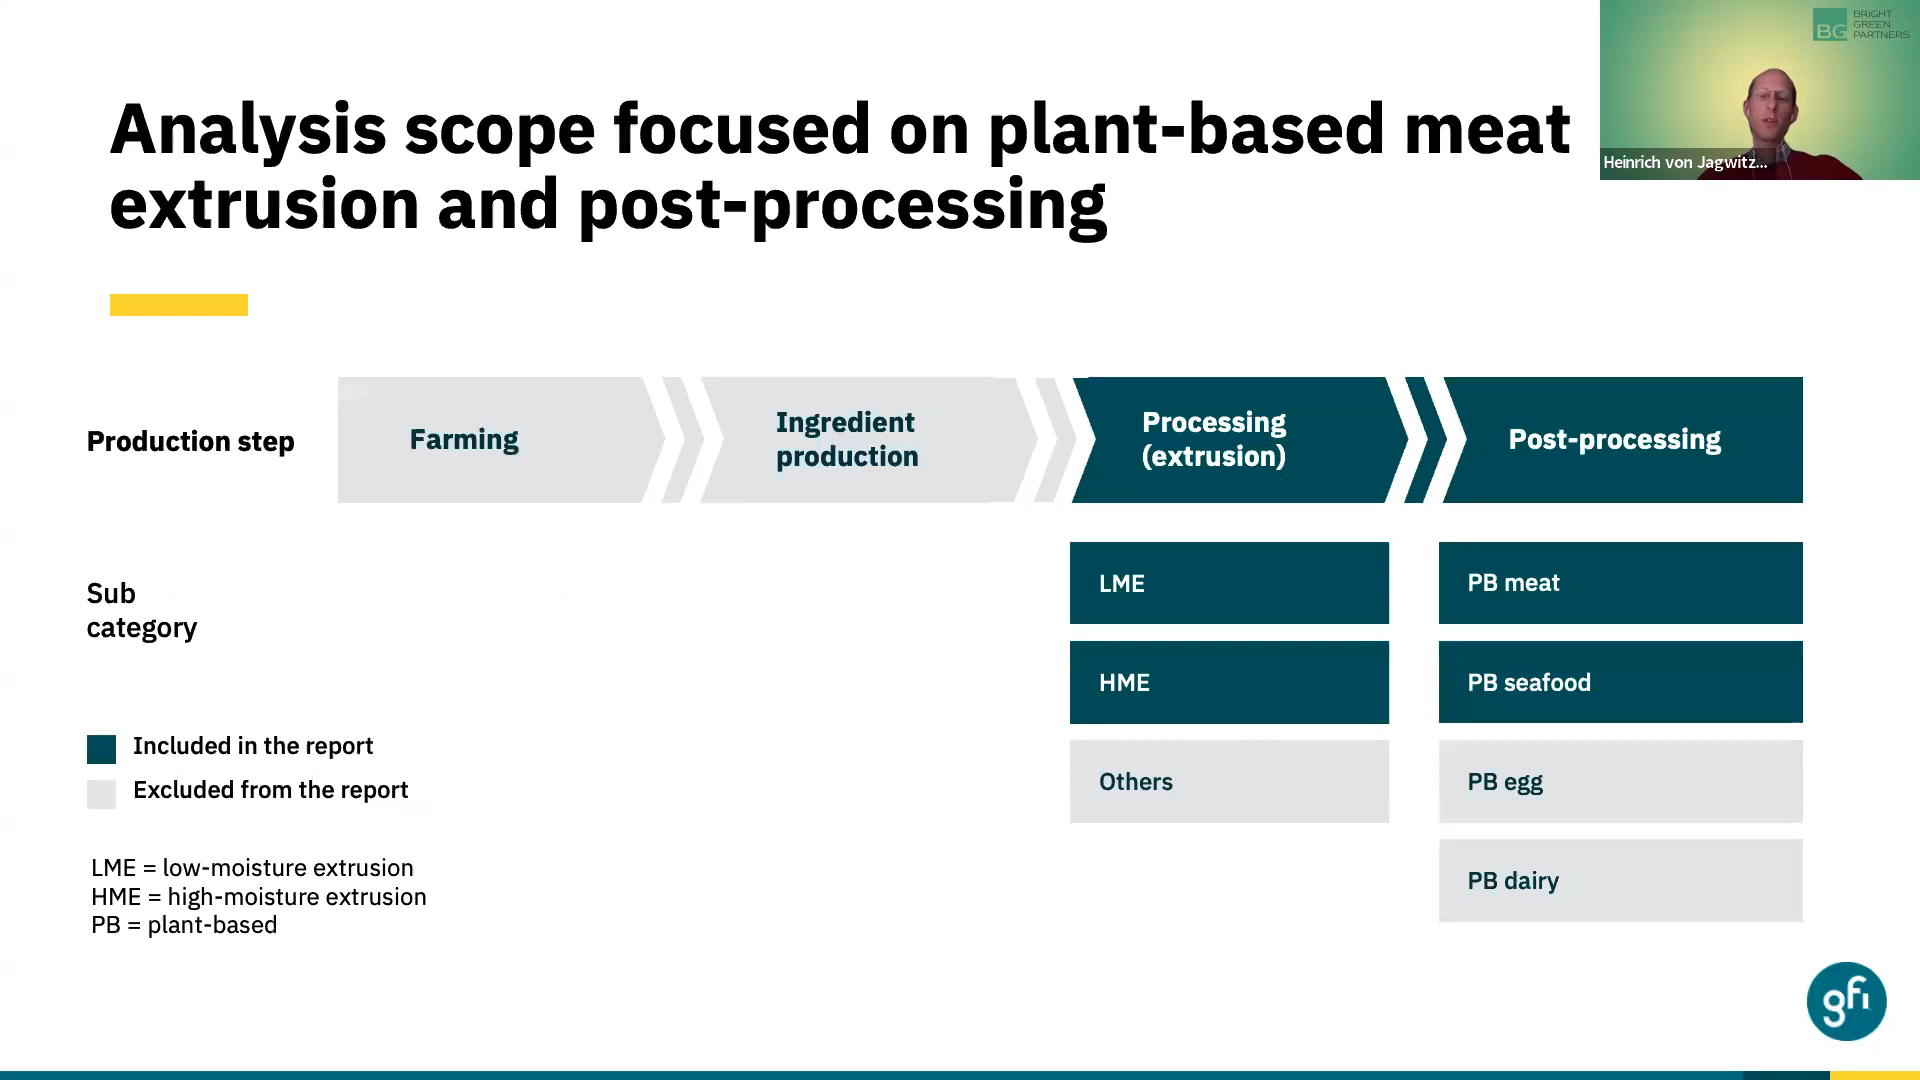 BG
BRIGHT
GREEN
PARTNERS
Analysis scope focused on plant-based meat
extrusion and post-processing
Heinrich von Jagwitz...
Production step
Farming
Ingredient
production
Processing
(extrusion)
Post-processing
Sub
category
LME
PB meat
HME
PB seafood
Others
PB egg
PB dairy
Included in the report
Excluded from the report
LME = low-moisture extrusion
HME = high-moisture extrusion
PB = plant-based
gfi